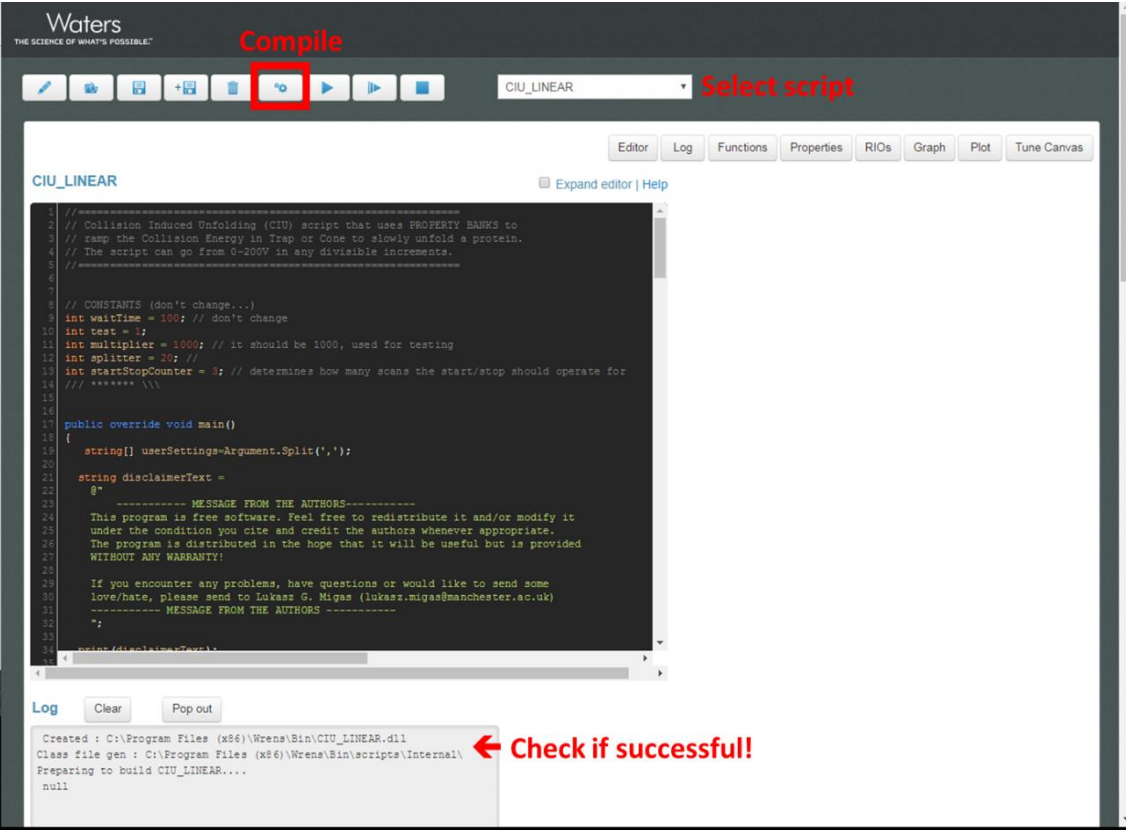 Waters
THE SCIENCE OF WHAT'S POSSIBLE.™
Compile
CIU_LINEAR
Select script
Editor Log Functions Properties RIOs Graph Plot Tune Canvas
CIU_LINEAR
Expand editor | Help
1 //============================================================
2 // Collision Induced Unfolding (CIU) script that uses PROPERTY BANKS to
3 // ramp the Collision Energy in Trap or Cone to slowly unfold a protein.
4 // The script can go from 0-200V in any divisible increments.
5 //============================================================
6
7
8 // CONSTANTS (don't change...)
9 int waitTime = 100; // don't change
10 int test = 1;
11 int multiplier = 1000; // it should be 1000, used for testing
12 int splitter = 20; //
13 int startStopCounter = 3; // determines how many scans the start/stop should operate for
14 /// ******* \\\
15
16
17 public override void main()
18 {
19 string[] userSettings=Argument.Split(',');
20
21 string disclaimerText =
22 @"
23 ----------- MESSAGE FROM THE AUTHORS-----------
24 This program is free software. Feel free to redistribute it and/or modify it
25 under the condition you cite and credit the authors whenever appropriate.
26 The program is distributed in the hope that it will be useful but is provided
27 WITHOUT ANY WARRANTY!
28
29 If you encounter any problems, have questions or would like to send some
30 love/hate, please send to Lukasz G. Migas (lukasz.migas@manchester.ac.uk)
31 ----------- MESSAGE FROM THE AUTHORS -----------
32 ";
33
34 print(disclaimerText);
35
Log Clear Pop out
Created : C:\Program Files (x86)\Wrens\Bin\CIU_LINEAR.dll
Class file gen : C:\Program Files (x86)\Wrens\Bin\scripts\Internal\
Preparing to build CIU_LINEAR....
null
Check if successful!